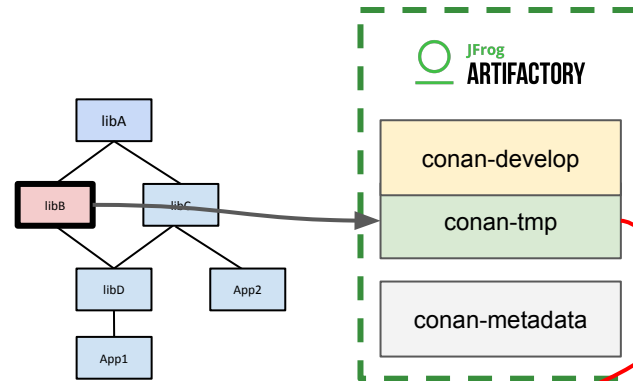 JFrog
ARTIFACTORY
libA
conan-develop
libB
libC
conan-tmp
libD
App2
conan-metadata
App1